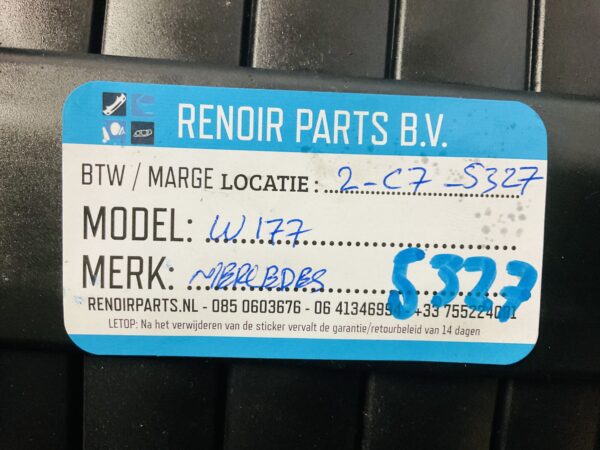 RENOIR PARTS B.V.
BTW / MARGE LOCATIE : 2-C7-S327
MODEL: W177
MERK: MERCEDES S327
RENOIRPARTS.NL - 085 0603676 - 06 41346994 - +33 755224001
LETOP: Na het verwijderen van de sticker vervalt de garantie/retourbeleid van 14 dagen